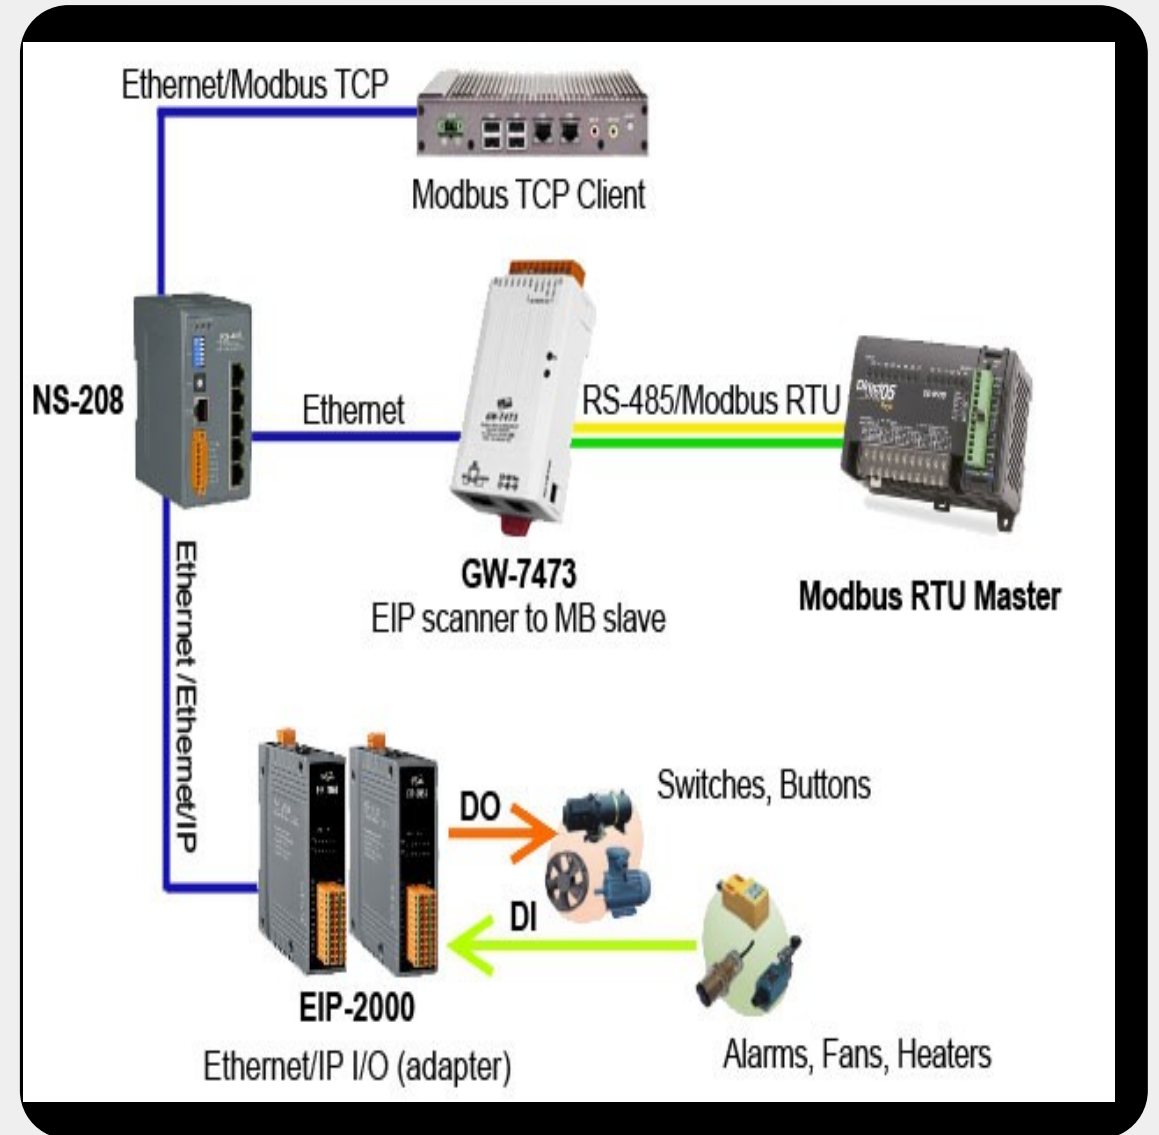 Ethernet/Modbus TCP
Modbus TCP Client
NS-208
Ethernet
GW-7473
RS-485/Modbus RTU
GW-7473
EIP scanner to MB slave
Modbus RTU Master
Ethernet /Ethernet/IP
DO
Switches, Buttons
DI
EIP-2000
Ethernet/IP I/O (adapter)
Alarms, Fans, Heaters